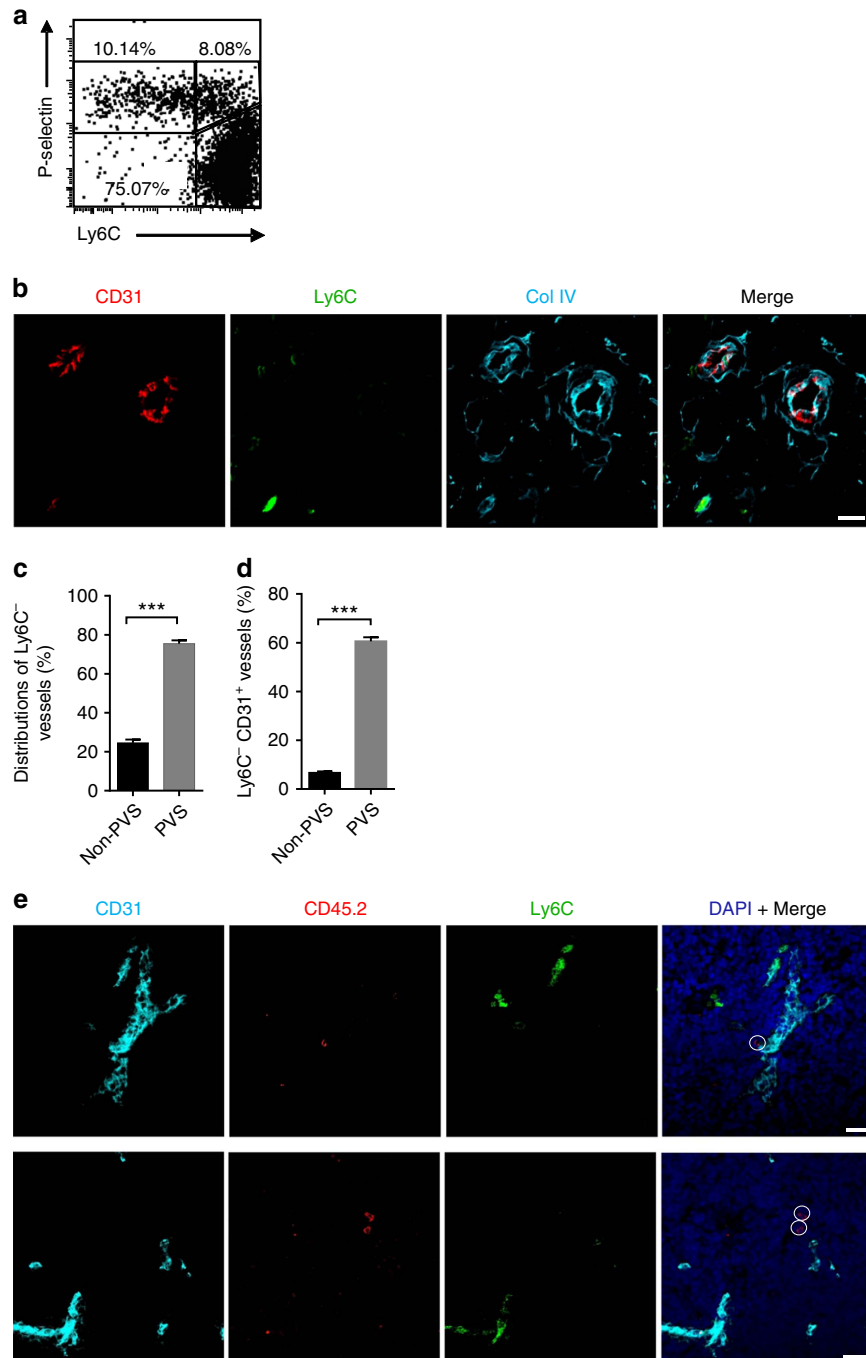 a
10.14%
8.08%
P-selectin
75.07%
Ly6C
b
CD31
Ly6C
Col IV
Merge
c
Distributions of Ly6C⁻
vessels (%)
100
80
60
40
20
0
***
Non-PVS
PVS
d
Ly6C⁻ CD31⁺ vessels (%)
80
60
40
20
0
***
Non-PVS
PVS
e
CD31
CD45.2
Ly6C
DAPI + Merge